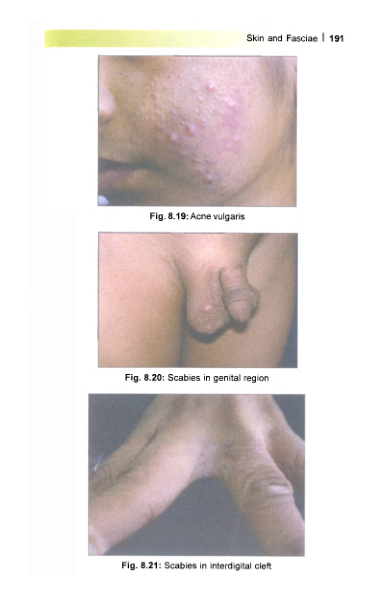 Skin and Fasciae | 191
Fig. 8.19: Acne vulgaris
Fig. 8.20: Scabies in genital region
Fig. 8.21: Scabies in interdigital cleft